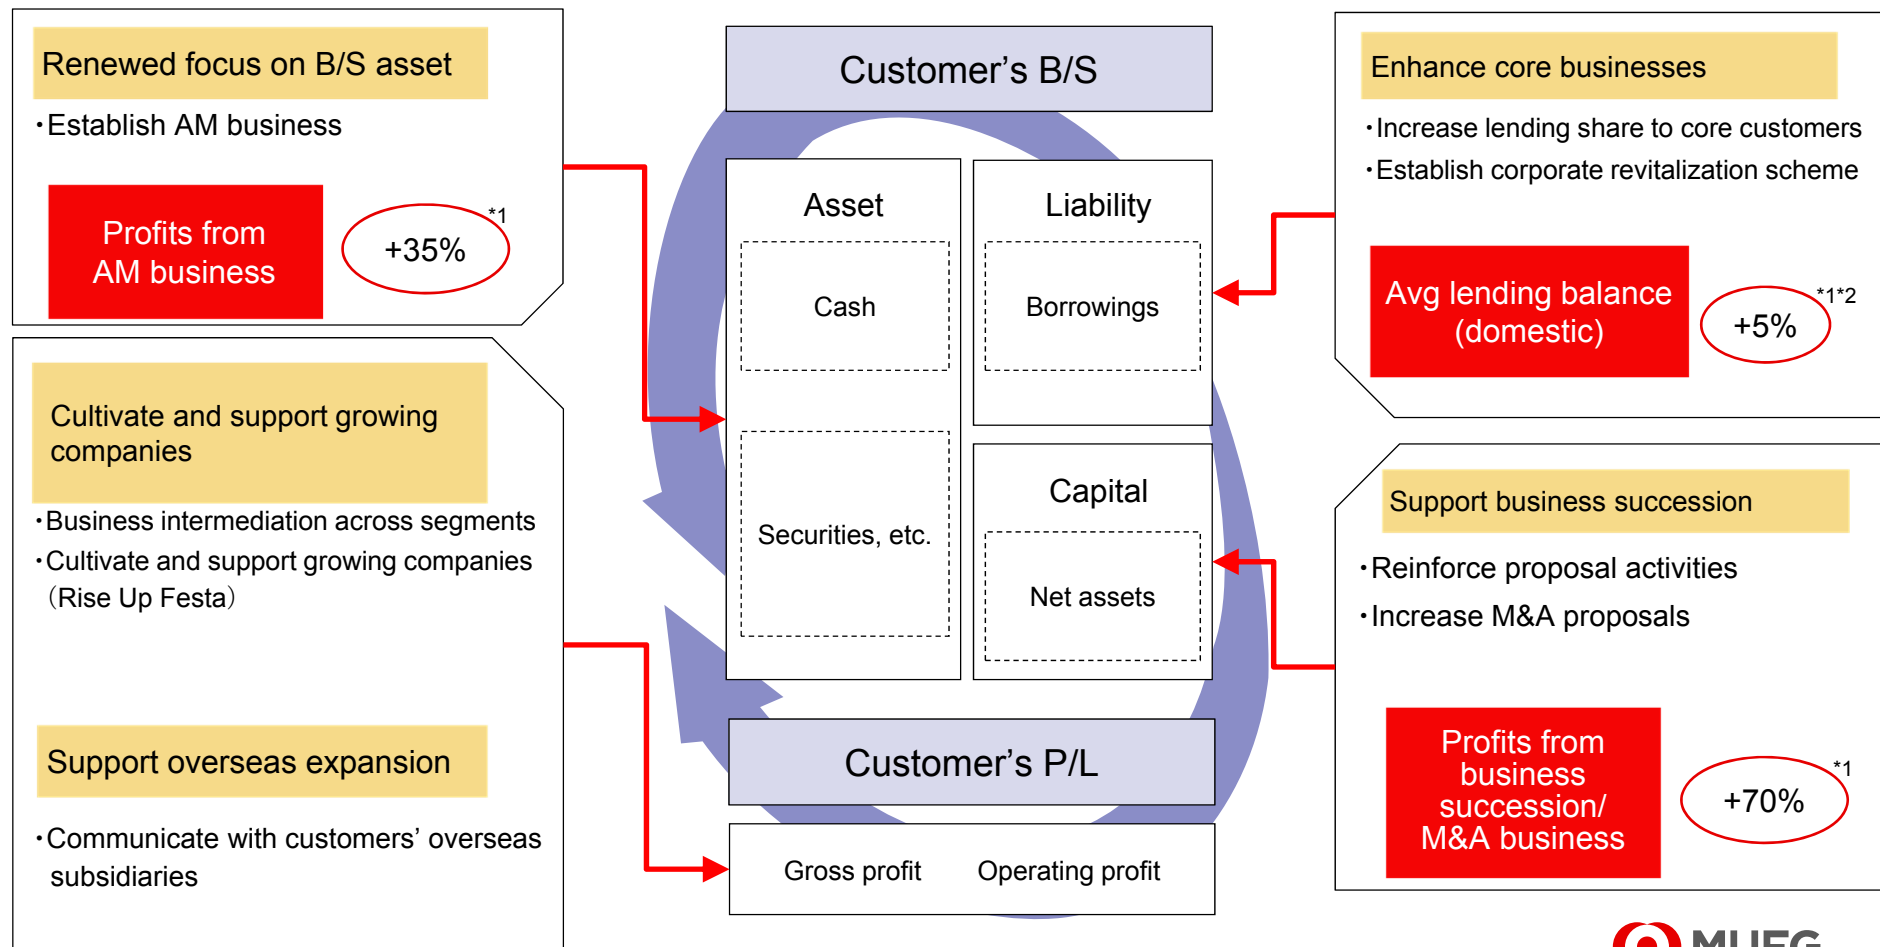 Renewed focus on B/S asset
・Establish AM business
Profits from
AM business
+35%
*1
Cultivate and support growing
companies
・Business intermediation across segments
・Cultivate and support growing companies
（Rise Up Festa）
Support overseas expansion
・Communicate with customers’ overseas
subsidiaries
Customer’s B/S
Asset
Cash
Securities, etc.
Liability
Borrowings
Capital
Net assets
Customer’s P/L
Gross profit
Operating profit
Enhance core businesses
・Increase lending share to core customers
・Establish corporate revitalization scheme
Avg lending balance
(domestic)
+5%
*1*2
Support business succession
・Reinforce proposal activities
・Increase M&A proposals
Profits from
business
succession/
M&A business
+70%
*1
MUFG